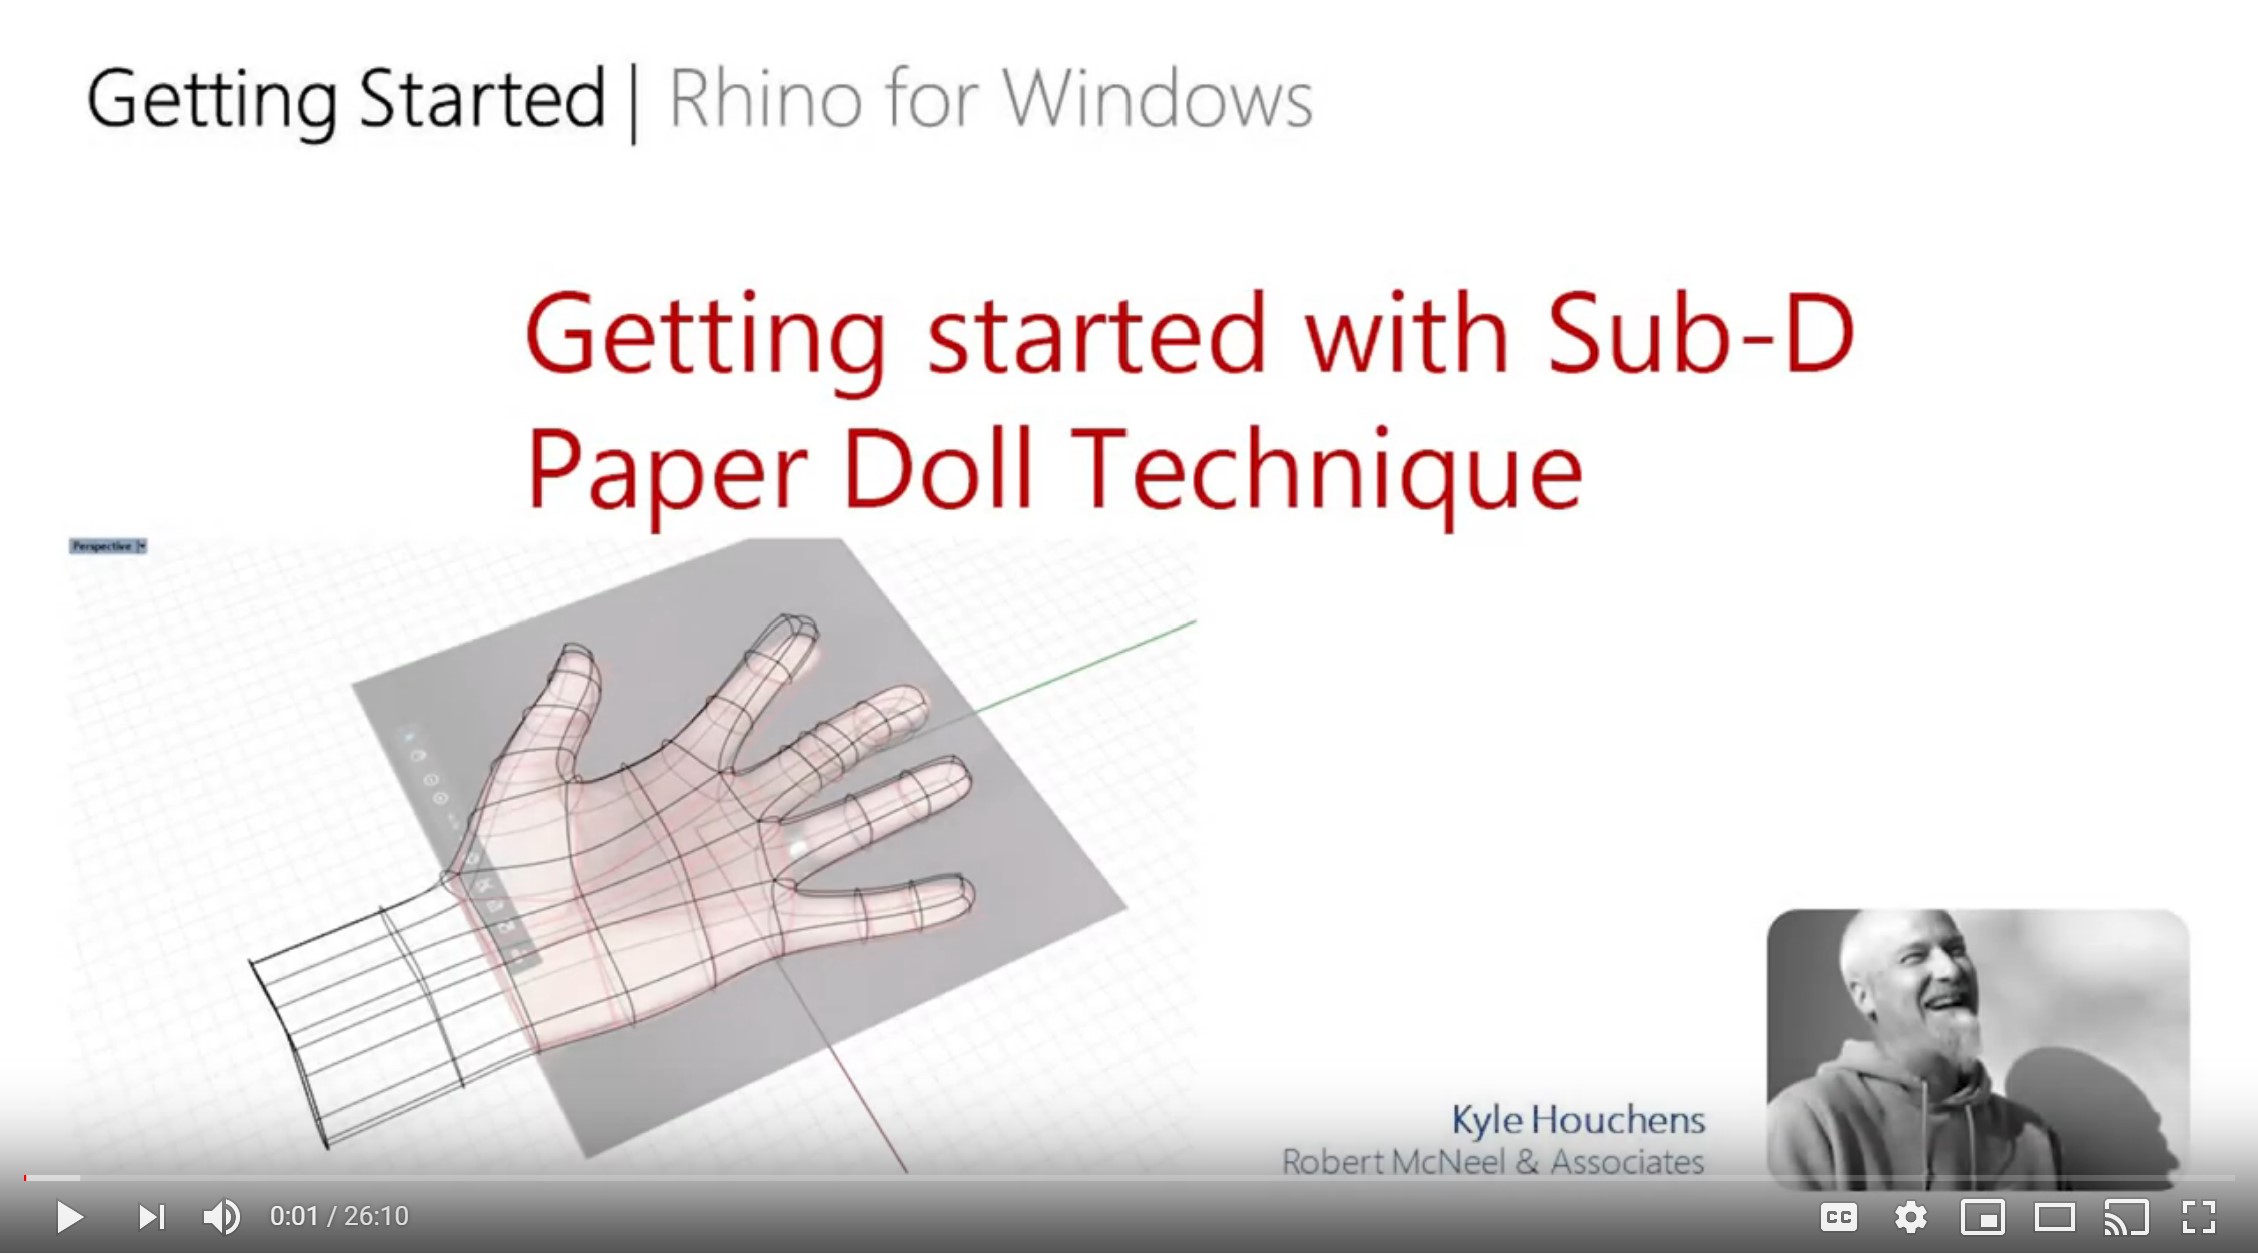 Getting Started | Rhino for Windows
Getting started with Sub-D
Paper Doll Technique
Perspective
Kyle Houchens
Robert McNeel & Associates
0:01 / 26:10
CC